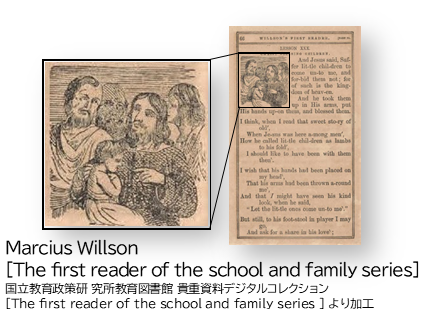 WILLSON'S FIRST READER.
LESSON XXX
And Jesus said, Suf-
fer lit-tle chil-dren to
come un-to me, and
for-bid them not; for
of such is the king-
dom of heav-en.
And he took them
up in His arms, put
His hands up-on them, and blessed them.
I think, when I read that sweet sto-ry of
old',
When Jesus was here a-mong men',
How he called lit-tle chil-dren as lambs
to his fold',
I should like to have been with them
then'.
I wish that his hands had been placed on
my head',
That his arms had been thrown a-round
me',
And that I might have seen his kind
look, when he said,
"Let the lit-tle ones come un-to me'."
But still, to his foot-stool in prayer I may
go,
And ask for a share in his love';
Marcius Willson
[The first reader of the school and family series]
国立教育政策研 究所教育図書館 貴重資料デジタルコレクション
[The first reader of the school and family series ] より加工